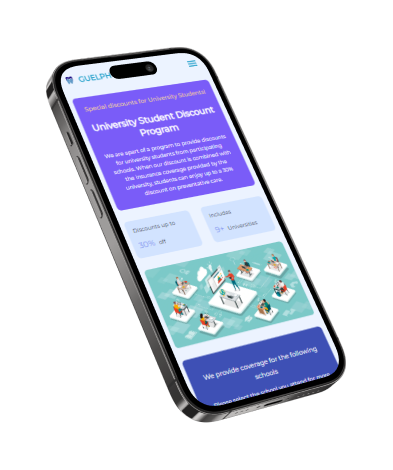 GUELPH
Special discounts for University Students!
University Student Discount
Program
We are apart of a program to provide discounts
for university students from participating
schools. When our discount is combined with
the insurance coverage provided by the
university, students can enjoy up to a 30%
discount on preventative care.
Discounts up to
30% off
Includes
9+ Universities
We provide coverage for the following
schools
Please select the school you attend for more